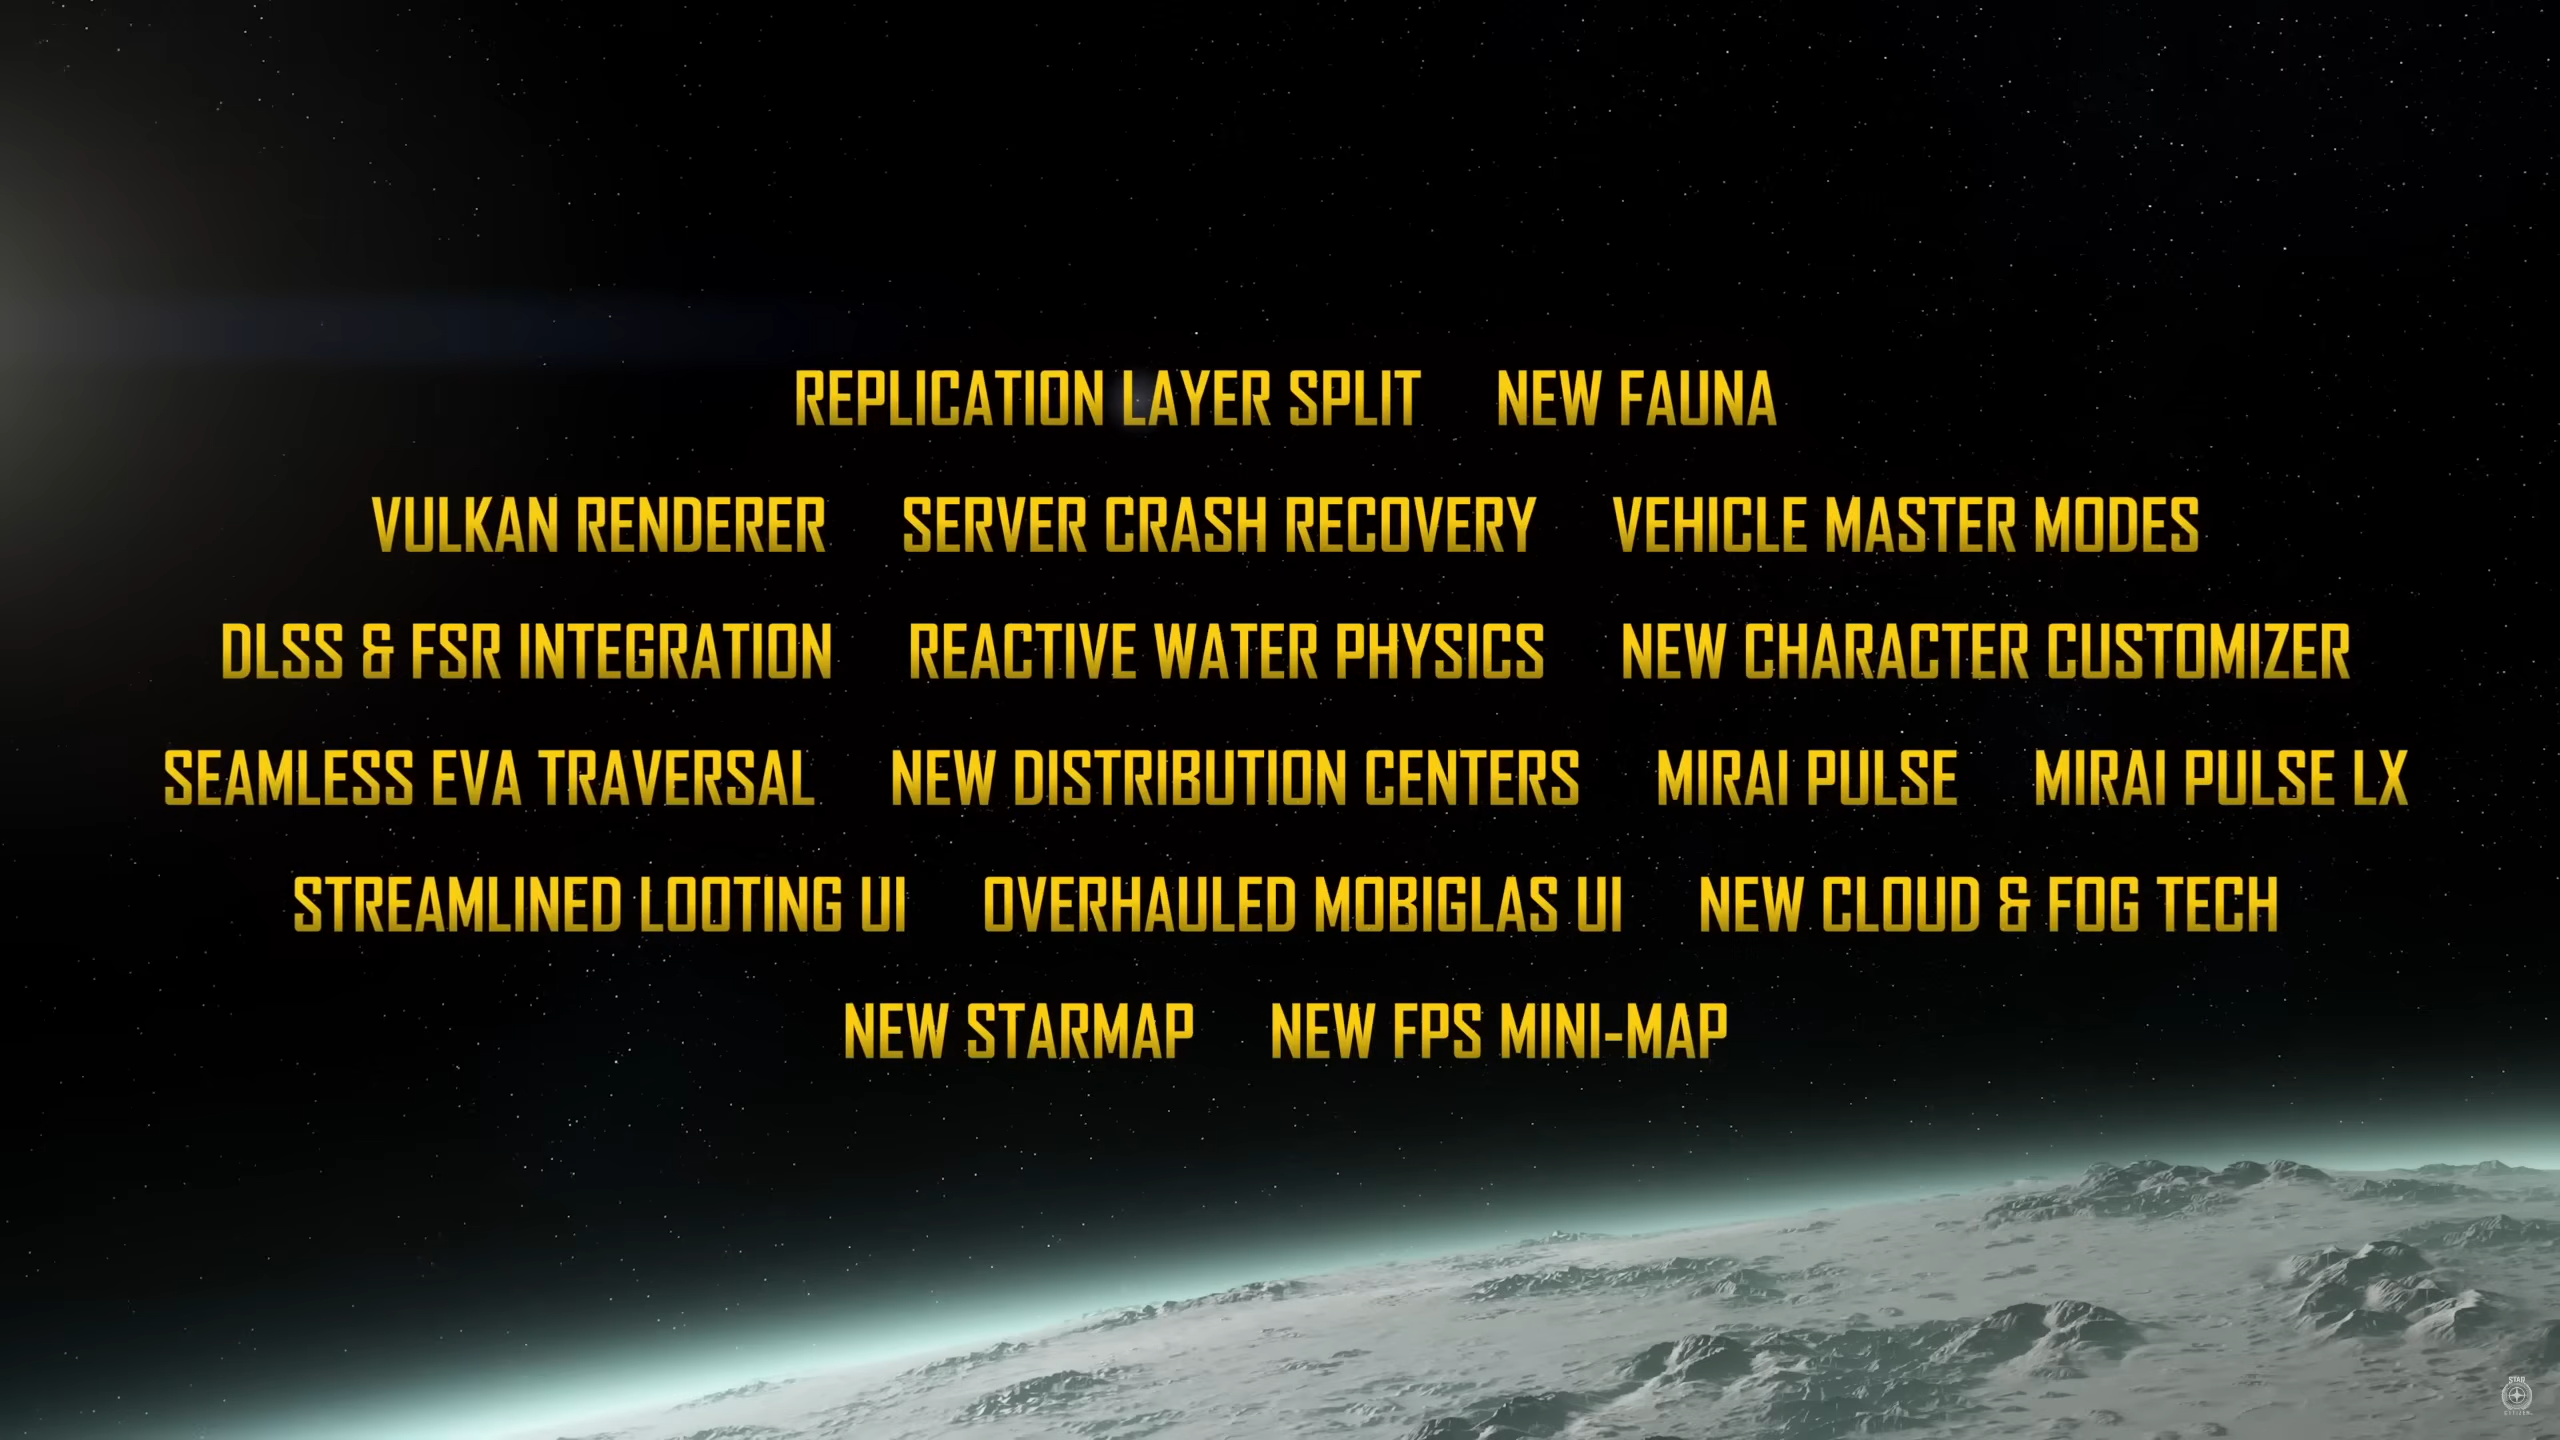 REPLICATION LAYER SPLIT NEW FAUNA
VULKAN RENDERER SERVER CRASH RECOVERY VEHICLE MASTER MODES
DLSS & FSR INTEGRATION REACTIVE WATER PHYSICS NEW CHARACTER CUSTOMIZER
SEAMLESS EVA TRAVERSAL NEW DISTRIBUTION CENTERS MIRAI PULSE MIRAI PULSE LX
STREAMLINED LOOTING UI OVERHAULED MOBIGLAS UI NEW CLOUD & FOG TECH
NEW STARMAP NEW FPS MINI-MAP
STAR
CITIZEN